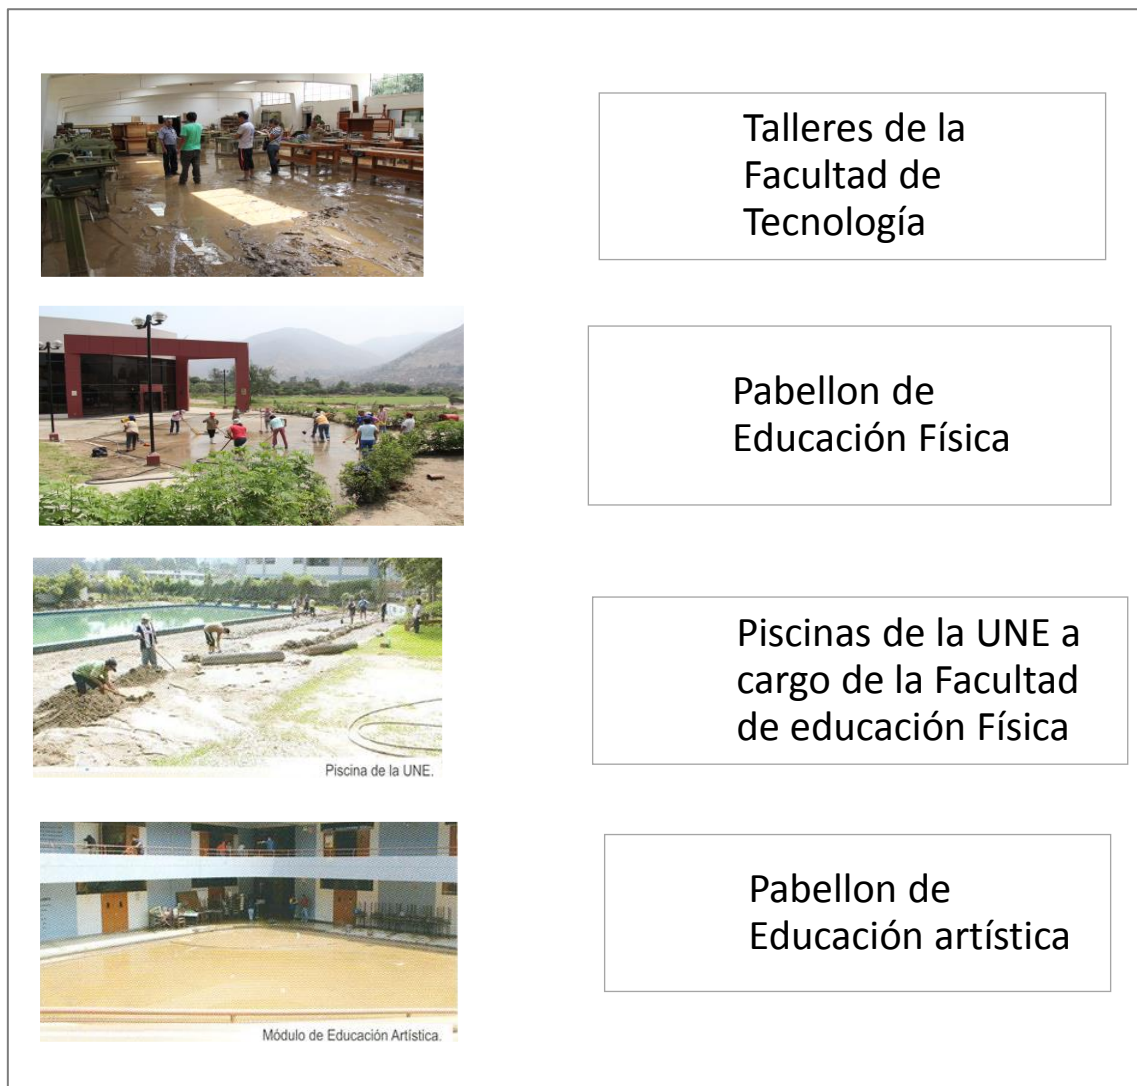 Talleres de la
Facultad de
Tecnología
Pabellon de
Educación Física
Piscinas de la UNE a
cargo de la Facultad
de educación Física
Piscina de la UNE.
Pabellon de
Educación artística
Módulo de Educación Artística.